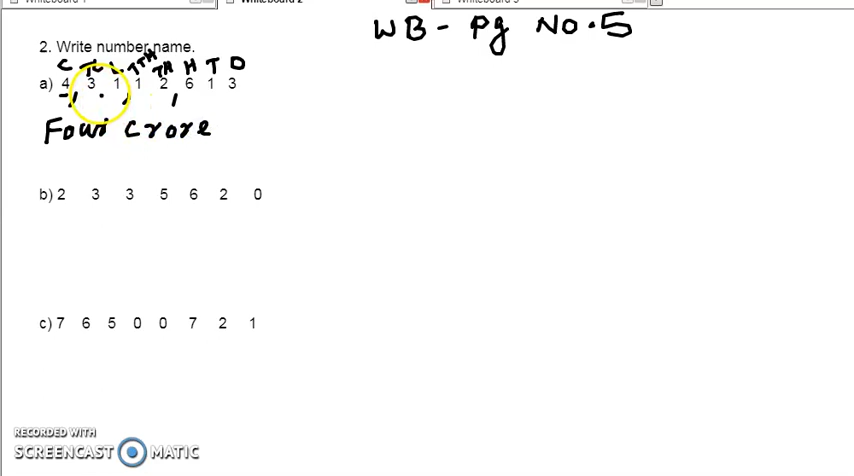 Whiteboard 2
WB - Pg No. 5
2. Write number name.
C TL L TTH TH H T O
a) 4 3 1 1 2 6 1 3
Four Crore
b) 2 3 3 5 6 2 0
c) 7 6 5 0 0 7 2 1
RECORDED WITH
SCREENCAST MATIC